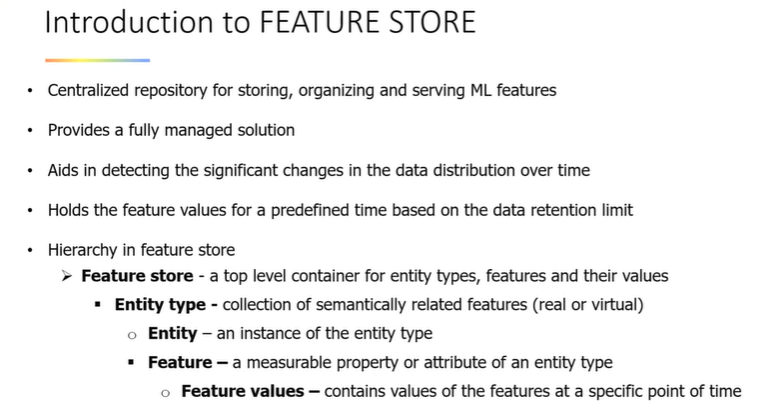 Introduction to FEATURE STORE
• Centralized repository for storing, organizing and serving ML features
• Provides a fully managed solution
• Aids in detecting the significant changes in the data distribution over time
• Holds the feature values for a predefined time based on the data retention limit
• Hierarchy in feature store
➢ Feature store - a top level container for entity types, features and their values
▪ Entity type - collection of semantically related features (real or virtual)
○ Entity – an instance of the entity type
▪ Feature – a measurable property or attribute of an entity type
○ Feature values – contains values of the features at a specific point of time